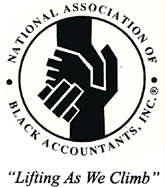 NATIONAL ASSOCIATION OF
BLACK ACCOUNTANTS, INC.®
"Lifting As We Climb"